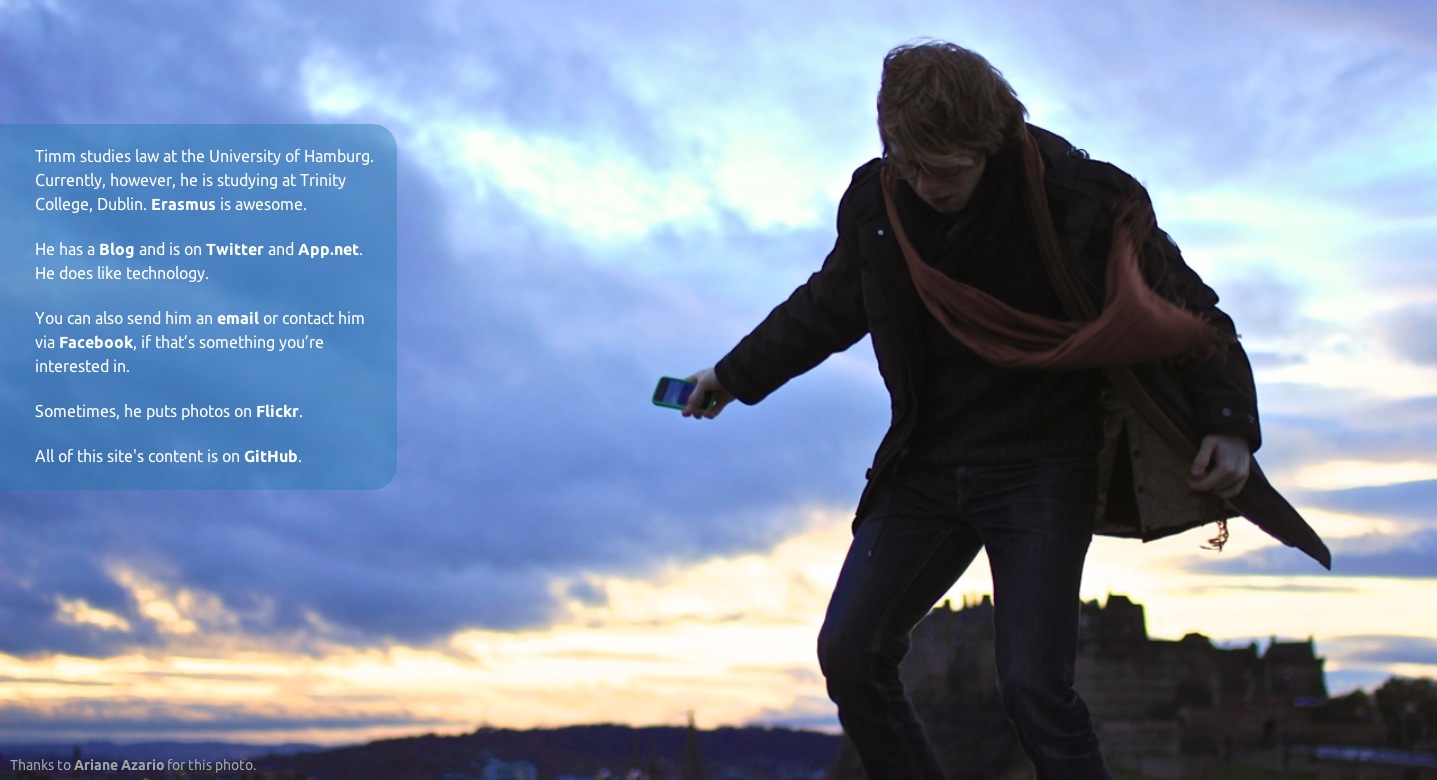 Timm studies law at the University of Hamburg.
Currently, however, he is studying at Trinity
College, Dublin. Erasmus is awesome.
He has a Blog and is on Twitter and App.net.
He does like technology.
You can also send him an email or contact him
via Facebook, if that’s something you’re
interested in.
Sometimes, he puts photos on Flickr.
All of this site's content is on GitHub.
Thanks to Ariane Azario for this photo.